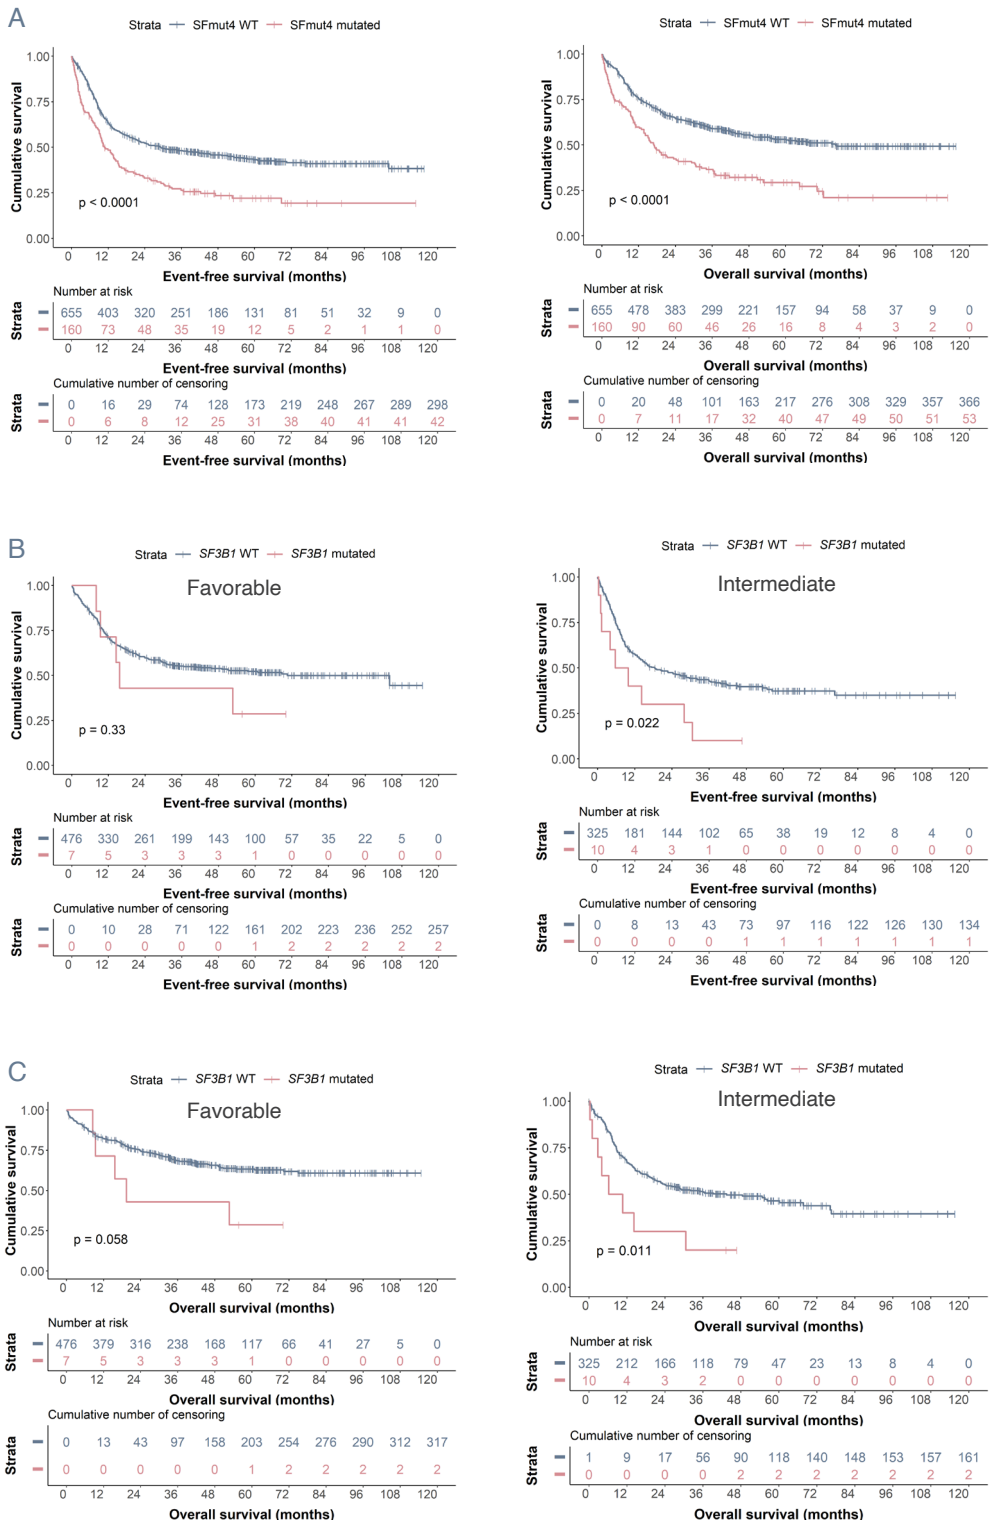 A
Strata SFmut4 WT SFmut4 mutated
Cumulative survival
1.00
0.75
0.50
0.25
0.00
p < 0.0001
0 12 24 36 48 60 72 84 96 108 120
Event-free survival (months)
Number at risk
Strata
655 403 320 251 186 131 81 51 32 9 0
160 73 48 35 19 12 5 2 1 1 0
0 12 24 36 48 60 72 84 96 108 120
Event-free survival (months)
Cumulative number of censoring
Strata
0 16 29 74 128 173 219 248 267 289 298
0 6 8 12 25 31 38 40 41 41 42
0 12 24 36 48 60 72 84 96 108 120
Event-free survival (months)
Strata SFmut4 WT SFmut4 mutated
Cumulative survival
1.00
0.75
0.50
0.25
0.00
p < 0.0001
0 12 24 36 48 60 72 84 96 108 120
Overall survival (months)
Number at risk
Strata
655 478 383 299 221 157 94 58 37 9 0
160 90 60 46 26 16 8 4 3 2 0
0 12 24 36 48 60 72 84 96 108 120
Overall survival (months)
Cumulative number of censoring
Strata
0 20 48 101 163 217 276 308 329 357 366
0 7 11 17 32 40 47 49 50 51 53
0 12 24 36 48 60 72 84 96 108 120
Overall survival (months)
B
Strata SF3B1 WT SF3B1 mutated
Favorable
Cumulative survival
1.00
0.75
0.50
0.25
0.00
p = 0.33
0 12 24 36 48 60 72 84 96 108 120
Event-free survival (months)
Number at risk
Strata
476 330 261 199 143 100 57 35 22 5 0
7 5 3 3 3 1 0 0 0 0 0
0 12 24 36 48 60 72 84 96 108 120
Event-free survival (months)
Cumulative number of censoring
Strata
0 10 28 71 122 161 202 223 236 252 257
0 0 0 0 0 1 2 2 2 2 2
0 12 24 36 48 60 72 84 96 108 120
Event-free survival (months)
Strata SF3B1 WT SF3B1 mutated
Intermediate
Cumulative survival
1.00
0.75
0.50
0.25
0.00
p = 0.022
0 12 24 36 48 60 72 84 96 108 120
Event-free survival (months)
Number at risk
Strata
325 181 144 102 65 38 19 12 8 4 0
10 4 3 1 0 0 0 0 0 0 0
0 12 24 36 48 60 72 84 96 108 120
Event-free survival (months)
Cumulative number of censoring
Strata
0 8 13 43 73 97 116 122 126 130 134
0 0 0 0 1 1 1 1 1 1 1
0 12 24 36 48 60 72 84 96 108 120
Event-free survival (months)
C
Strata SF3B1 WT SF3B1 mutated
Favorable
Cumulative survival
1.00
0.75
0.50
0.25
0.00
p = 0.058
0 12 24 36 48 60 72 84 96 108 120
Overall survival (months)
Number at risk
Strata
476 379 316 238 168 117 66 41 27 5 0
7 5 3 3 3 1 0 0 0 0 0
0 12 24 36 48 60 72 84 96 108 120
Overall survival (months)
Cumulative number of censoring
Strata
0 13 43 97 158 203 254 276 290 312 317
0 0 0 0 0 1 2 2 2 2 2
0 12 24 36 48 60 72 84 96 108 120
Overall survival (months)
Strata SF3B1 WT SF3B1 mutated
Intermediate
Cumulative survival
1.00
0.75
0.50
0.25
0.00
p = 0.011
0 12 24 36 48 60 72 84 96 108 120
Overall survival (months)
Number at risk
Strata
325 212 166 118 79 47 23 13 8 4 0
10 4 3 2 0 0 0 0 0 0 0
0 12 24 36 48 60 72 84 96 108 120
Overall survival (months)
Cumulative number of censoring
Strata
1 9 17 56 90 118 140 148 153 157 161
0 0 0 0 2 2 2 2 2 2 2
0 12 24 36 48 60 72 84 96 108 120
Overall survival (months)